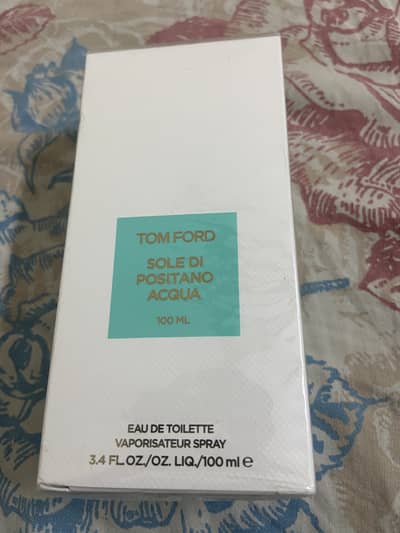 TOM FORD
SOLE DI
POSITANO
ACQUA
100 ML
EAU DE TOILETTE
VAPORISATEUR SPRAY
3.4 FL.OZ./OZ. LIQ./100 ml e